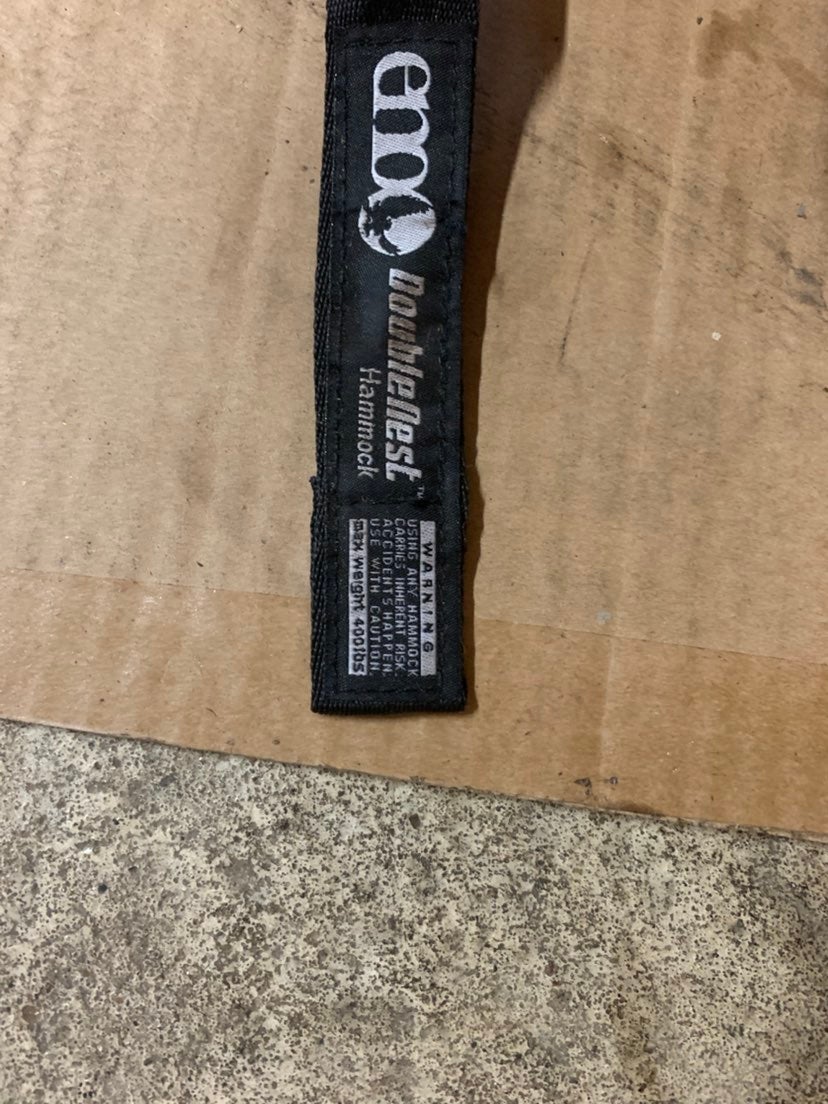 eno
DoubleNest™
Hammock
WARNING
USING ANY HAMMOCK
CARRIES INHERENT RISK.
ACCIDENTS HAPPEN.
USE WITH CAUTION.
max weight 400lbs